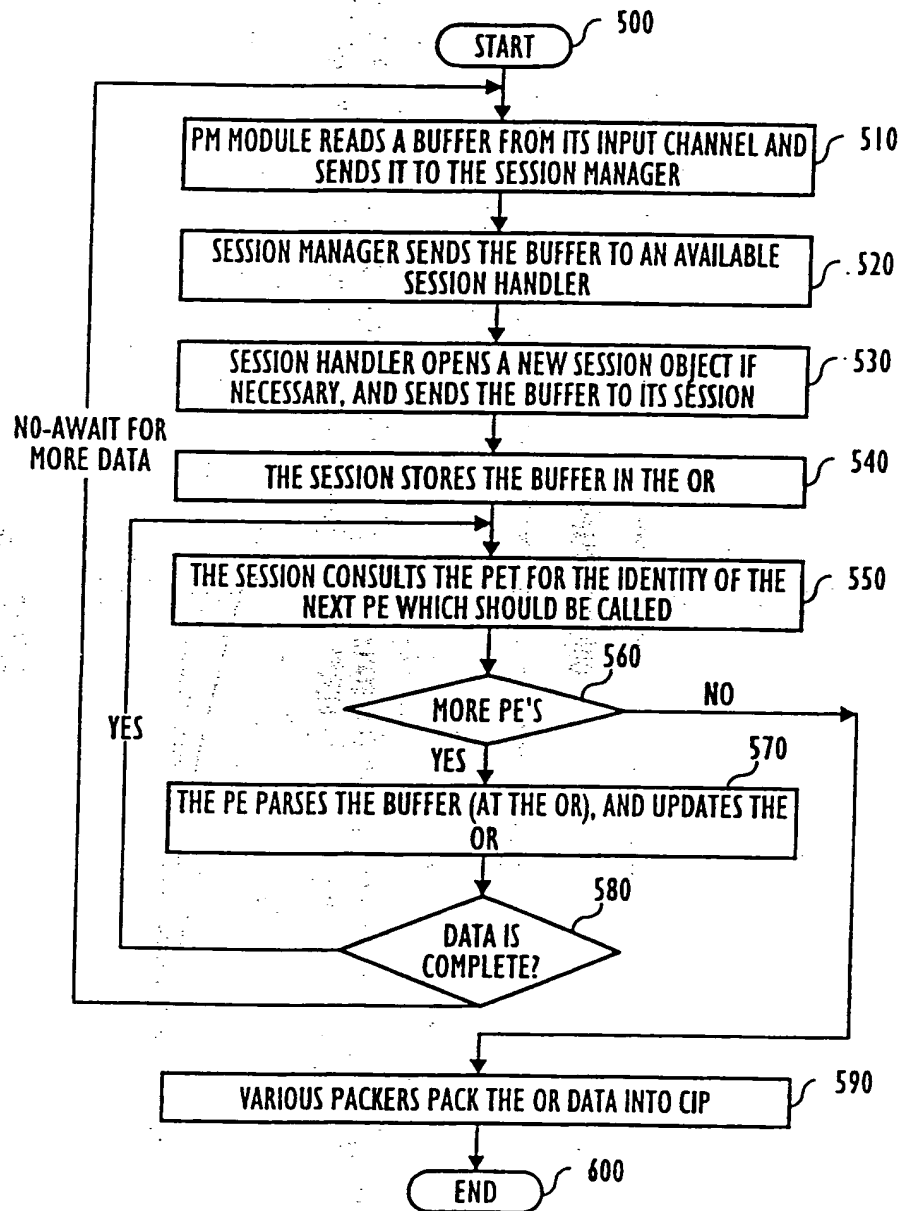 START
500
PM MODULE READS A BUFFER FROM ITS INPUT CHANNEL AND
SENDS IT TO THE SESSION MANAGER
510
SESSION MANAGER SENDS THE BUFFER TO AN AVAILABLE
SESSION HANDLER
520
SESSION HANDLER OPENS A NEW SESSION OBJECT IF
NECESSARY, AND SENDS THE BUFFER TO ITS SESSION
530
NO-AWAIT FOR
MORE DATA
THE SESSION STORES THE BUFFER IN THE OR
540
THE SESSION CONSULTS THE PET FOR THE IDENTITY OF THE
NEXT PE WHICH SHOULD BE CALLED
550
560
MORE PE'S
NO
YES
YES
570
THE PE PARSES THE BUFFER (AT THE OR), AND UPDATES THE
OR
580
DATA IS
COMPLETE?
VARIOUS PACKERS PACK THE OR DATA INTO CIP
590
END
600